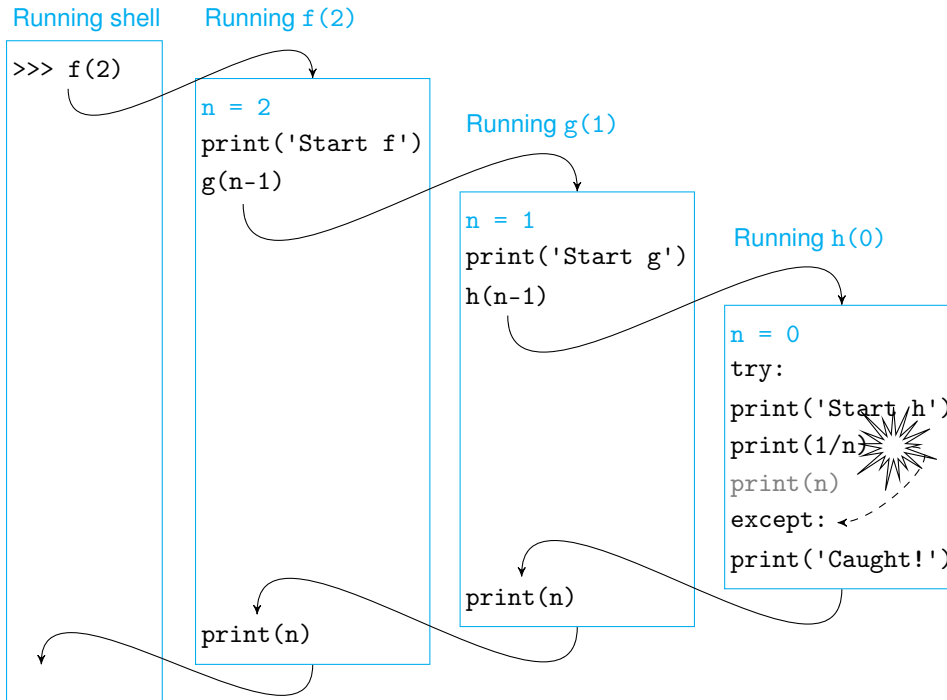 Running shell
>>> f(2)
Running f(2)
n = 2
print('Start f')
g(n-1)
print(n)
Running g(1)
n = 1
print('Start g')
h(n-1)
print(n)
Running h(0)
n = 0
try:
print('Start h')
print(1/n)
print(n)
except:
print('Caught!')